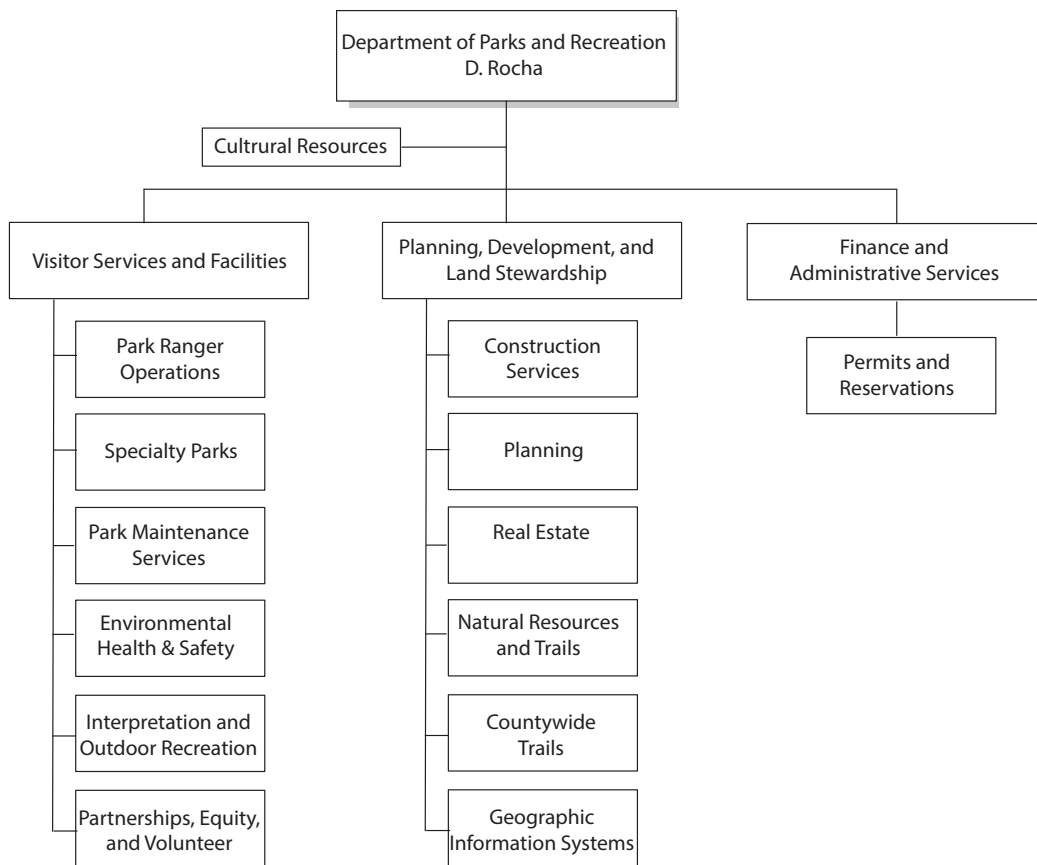 Department of Parks and Recreation
D. Rocha
Cultrural Resources
Visitor Services and Facilities
Planning, Development, and
Land Stewardship
Finance and
Administrative Services
Park Ranger
Operations
Specialty Parks
Park Maintenance
Services
Environmental
Health & Safety
Interpretation and
Outdoor Recreation
Partnerships, Equity,
and Volunteer
Construction
Services
Planning
Real Estate
Natural Resources
and Trails
Countywide
Trails
Geographic
Information Systems
Permits and
Reservations